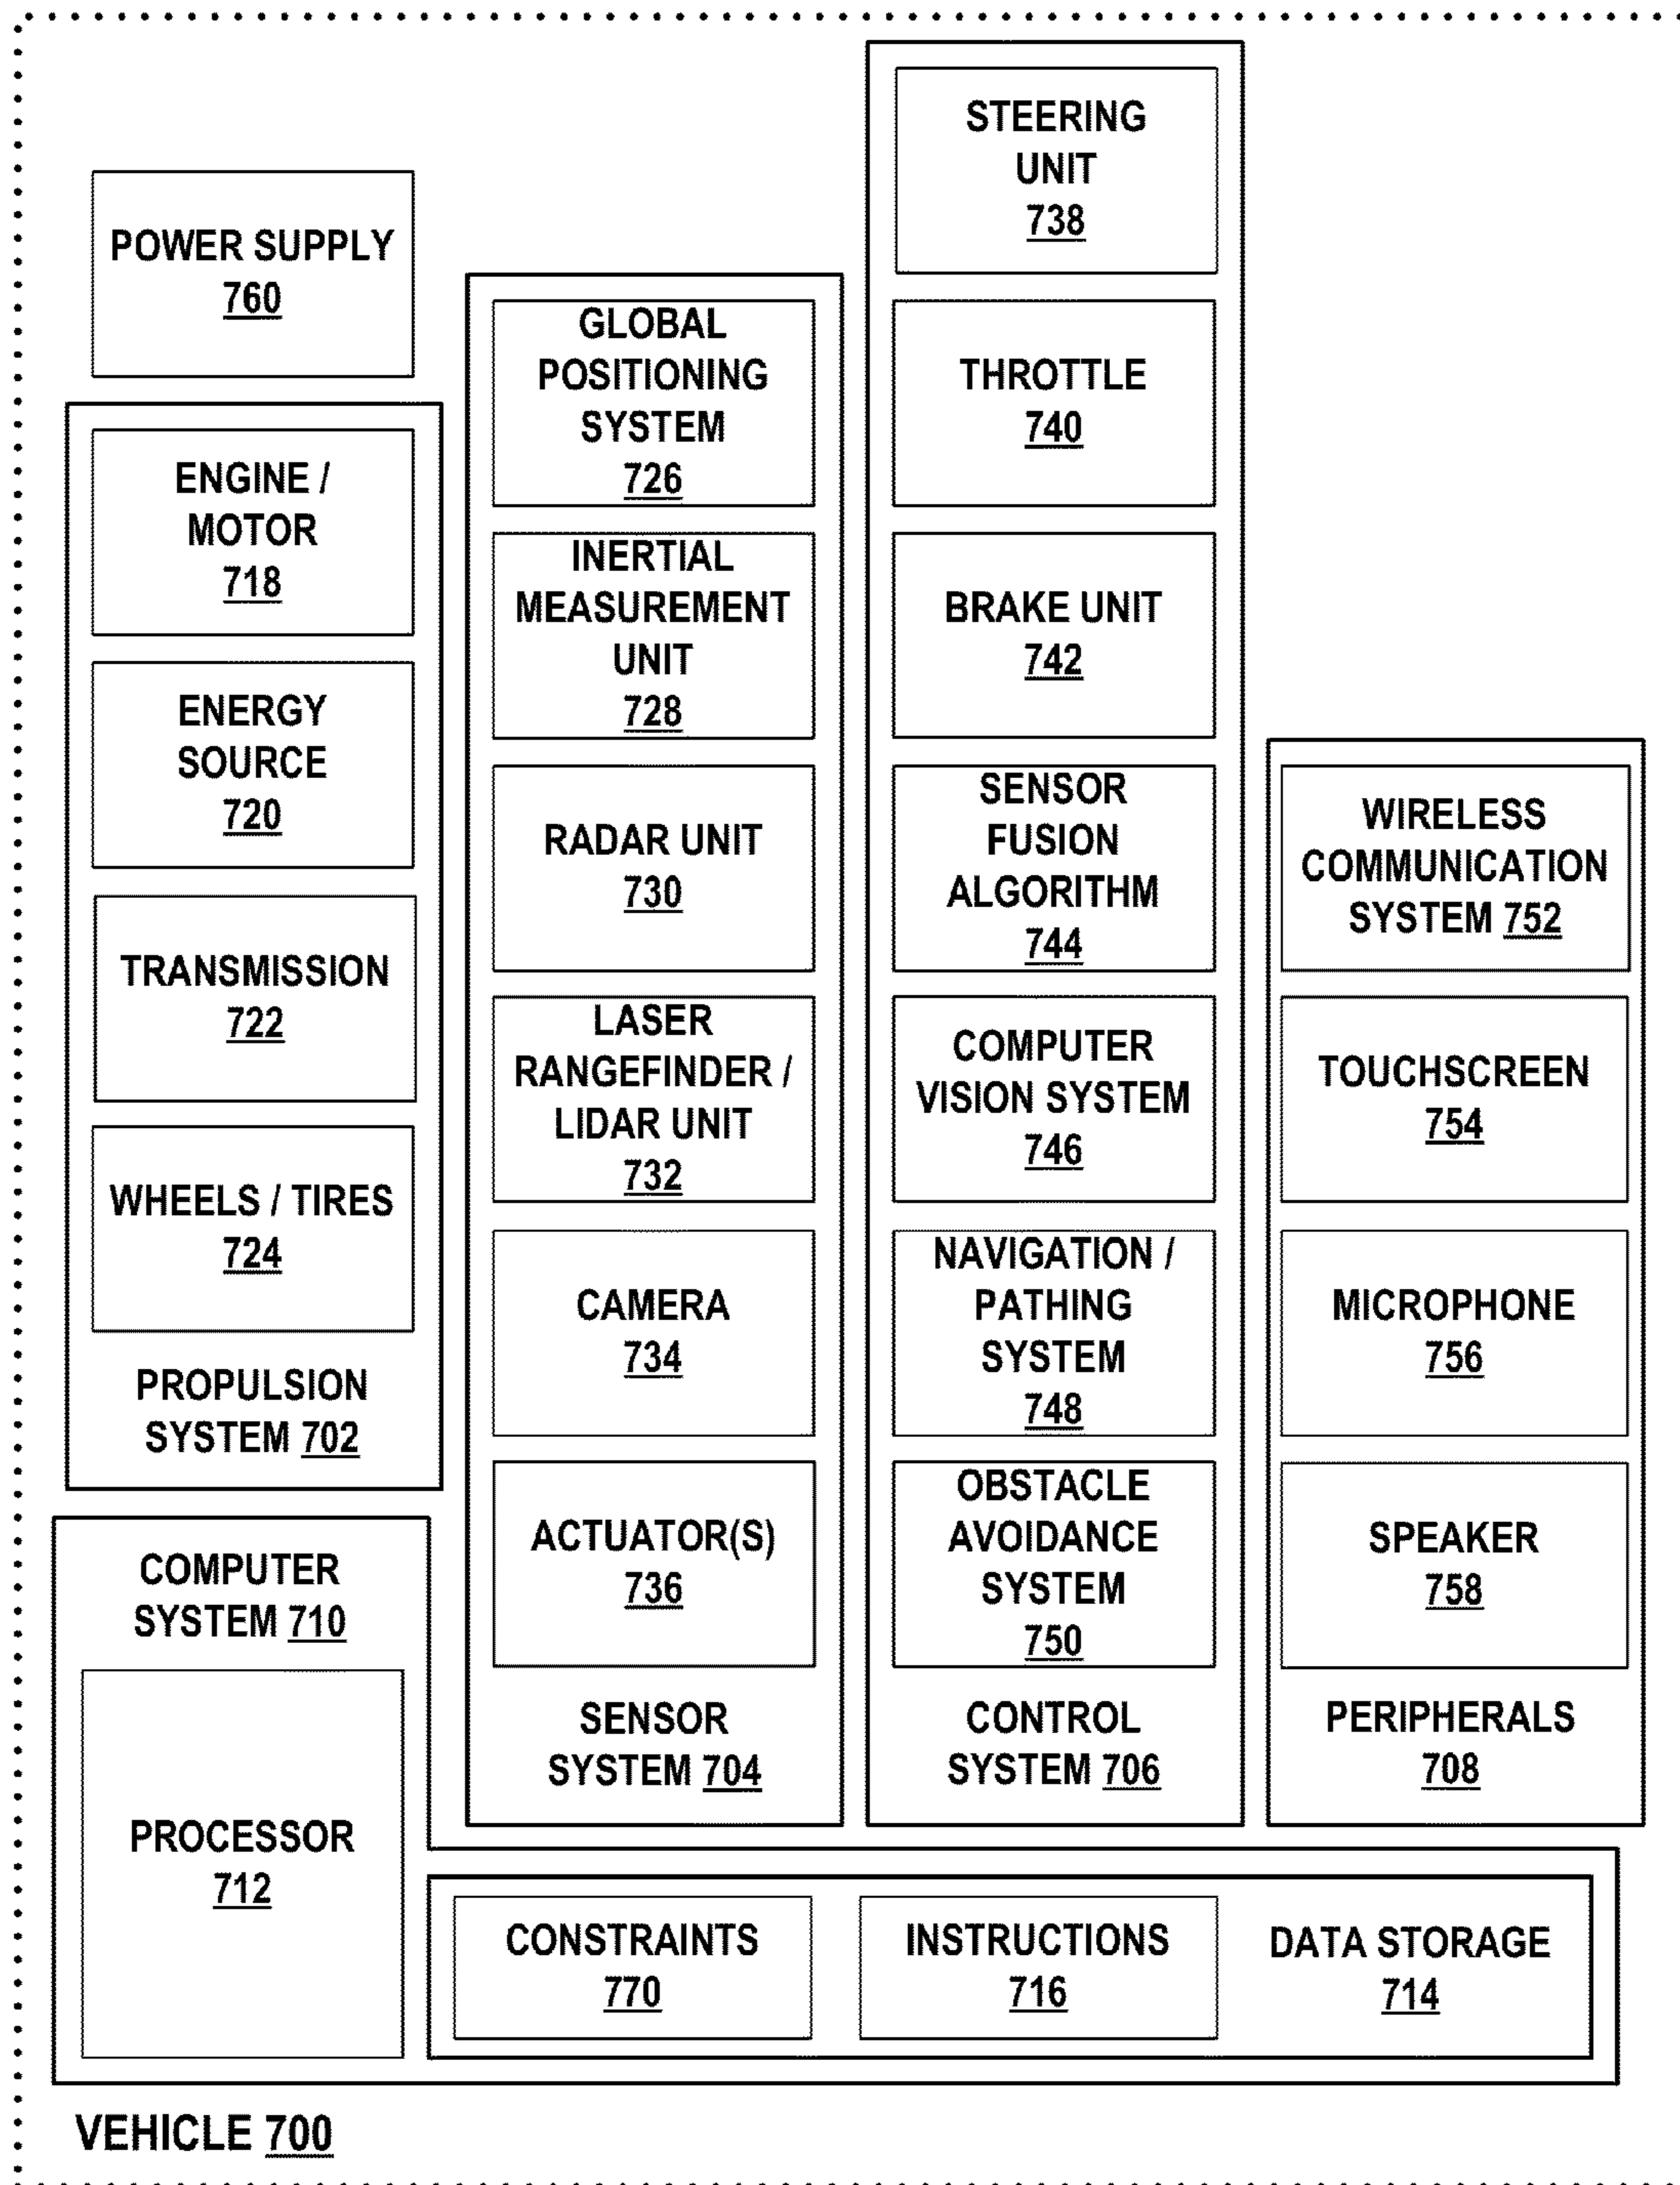 POWER SUPPLY
760
ENGINE /
MOTOR
718
ENERGY
SOURCE
720
TRANSMISSION
722
WHEELS / TIRES
724
PROPULSION
SYSTEM 702
GLOBAL
POSITIONING
SYSTEM
726
INERTIAL
MEASUREMENT
UNIT
728
RADAR UNIT
730
LASER
RANGEFINDER /
LIDAR UNIT
732
CAMERA
734
ACTUATOR(S)
736
SENSOR
SYSTEM 704
STEERING
UNIT
738
THROTTLE
740
BRAKE UNIT
742
SENSOR
FUSION
ALGORITHM
744
COMPUTER
VISION SYSTEM
746
NAVIGATION /
PATHING
SYSTEM
748
OBSTACLE
AVOIDANCE
SYSTEM
750
CONTROL
SYSTEM 706
WIRELESS
COMMUNICATION
SYSTEM 752
TOUCHSCREEN
754
MICROPHONE
756
SPEAKER
758
PERIPHERALS
708
COMPUTER
SYSTEM 710
PROCESSOR
712
CONSTRAINTS
770
INSTRUCTIONS
716
DATA STORAGE
714
VEHICLE 700